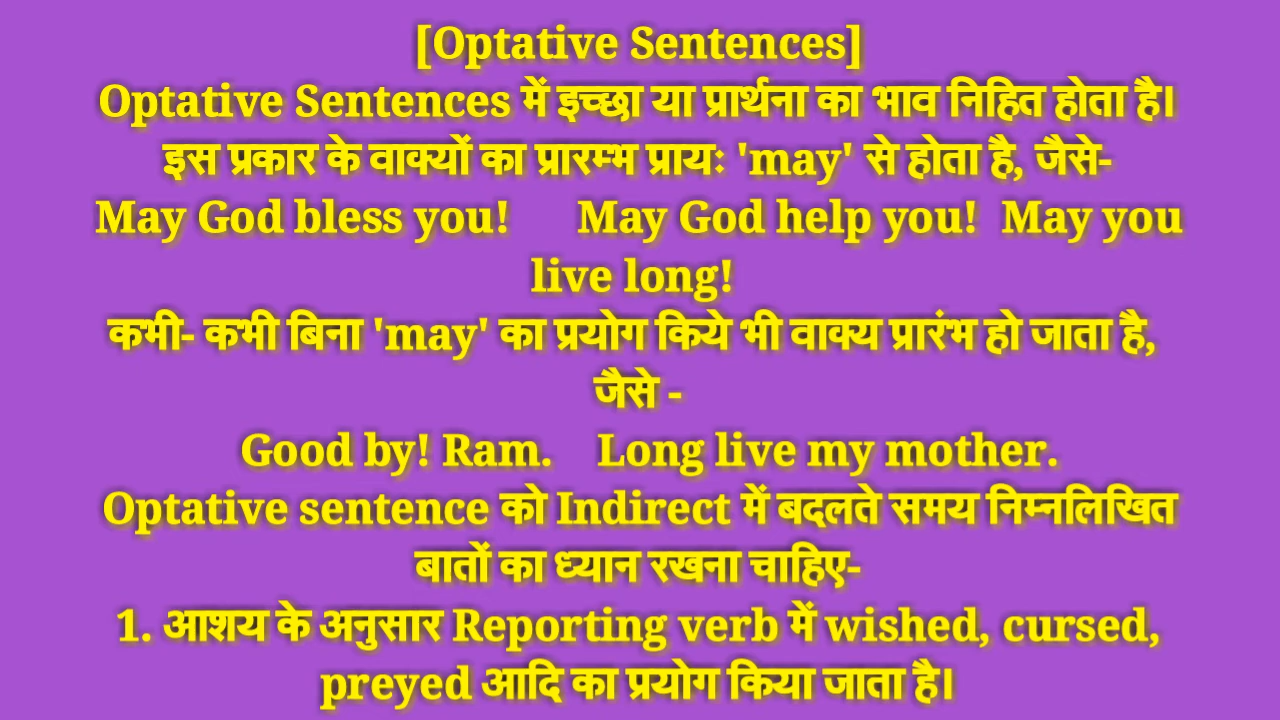 [Optative Sentences]
Optative Sentences में इच्छा या प्रार्थना का भाव निहित होता है।
इस प्रकार के वाक्यों का प्रारम्भ प्रायः 'may' से होता है, जैसे-
May God bless you! May God help you! May you
live long!
कभी- कभी बिना 'may' का प्रयोग किये भी वाक्य प्रारंभ हो जाता है,
जैसे -
Good by! Ram. Long live my mother.
Optative sentence को Indirect में बदलते समय निम्नलिखित
बातों का ध्यान रखना चाहिए-
1. आशय के अनुसार Reporting verb में wished, cursed,
preyed आदि का प्रयोग किया जाता है।